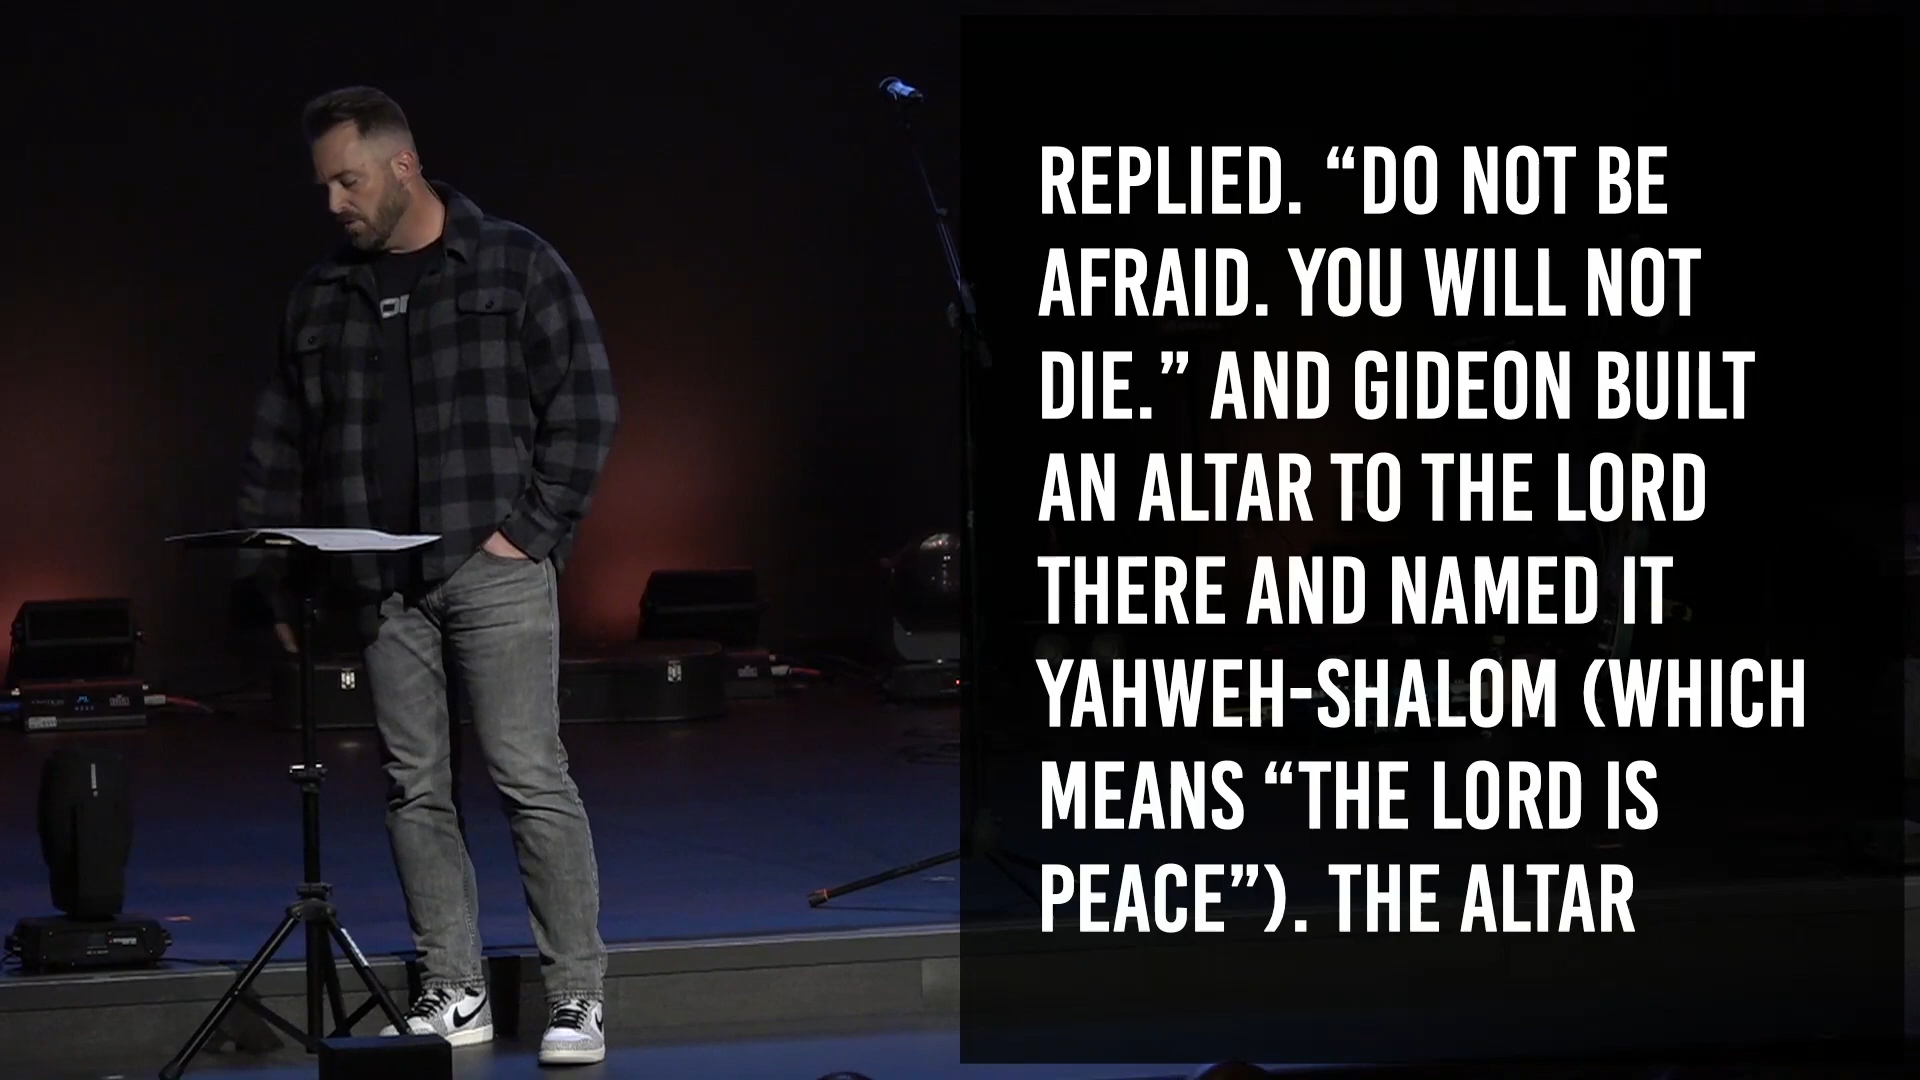 REPLIED. “DO NOT BE
AFRAID. YOU WILL NOT
DIE.” AND GIDEON BUILT
AN ALTAR TO THE LORD
THERE AND NAMED IT
YAHWEH-SHALOM (WHICH
MEANS “THE LORD IS
PEACE”). THE ALTAR